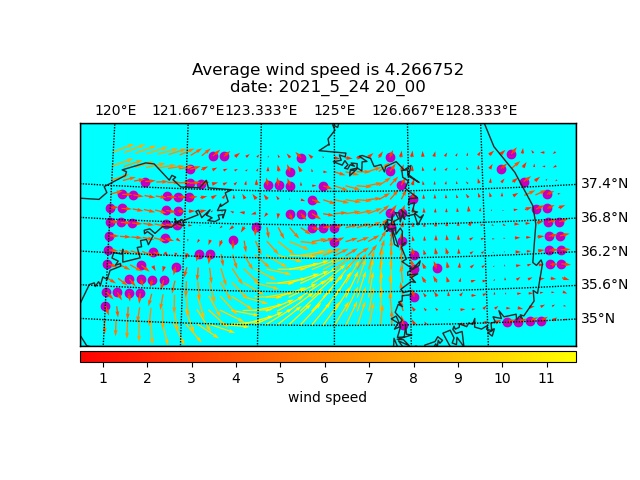 Average wind speed is 4.266752
date: 2021_5_24 20_00
120°E 121.667°E 123.333°E 125°E 126.667°E 128.333°E
37.4°N
36.8°N
36.2°N
35.6°N
35°N
1 2 3 4 5 6 7 8 9 10 11
wind speed